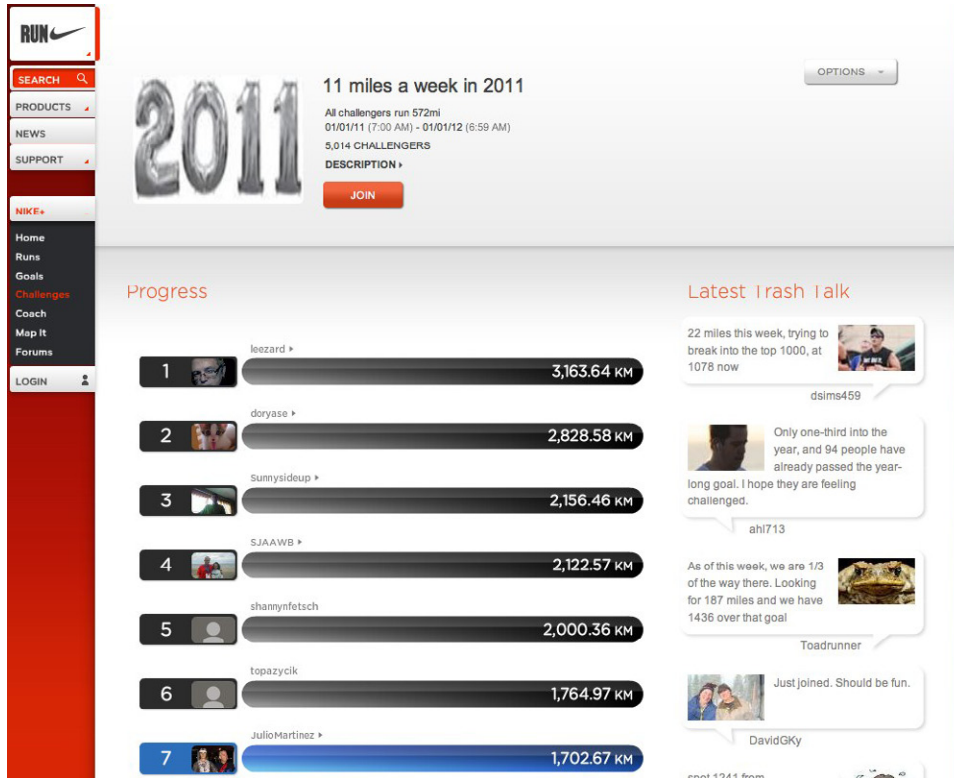 RUN
SEARCH
PRODUCTS
NEWS
SUPPORT
NIKE+
Home
Runs
Goals
Challenges
Coach
Map It
Forums
LOGIN
2011
11 miles a week in 2011
All challengers run 572mi
01/01/11 (7:00 AM) - 01/01/12 (6:59 AM)
5,014 CHALLENGERS
DESCRIPTION
JOIN
OPTIONS
Progress
leezard
1 3,163.64 KM
doryase
2 2,828.58 KM
Sunnysideup
3 2,156.46 KM
SJAAWB
4 2,122.57 KM
shannynfetsch
5 2,000.36 KM
topazycik
6 1,764.97 KM
JulioMartinez
7 1,702.67 KM
Latest Trash Talk
22 miles this week, trying to
break into the top 1000, at
1078 now
dsims459
Only one-third into the
year, and 94 people have
already passed the year-
long goal. I hope they are feeling
challenged.
ahl713
As of this week, we are 1/3
of the way there. Looking
for 187 miles and we have
1436 over that goal
Toadrunner
Just joined. Should be fun.
DavidGKy
spot 1241 from